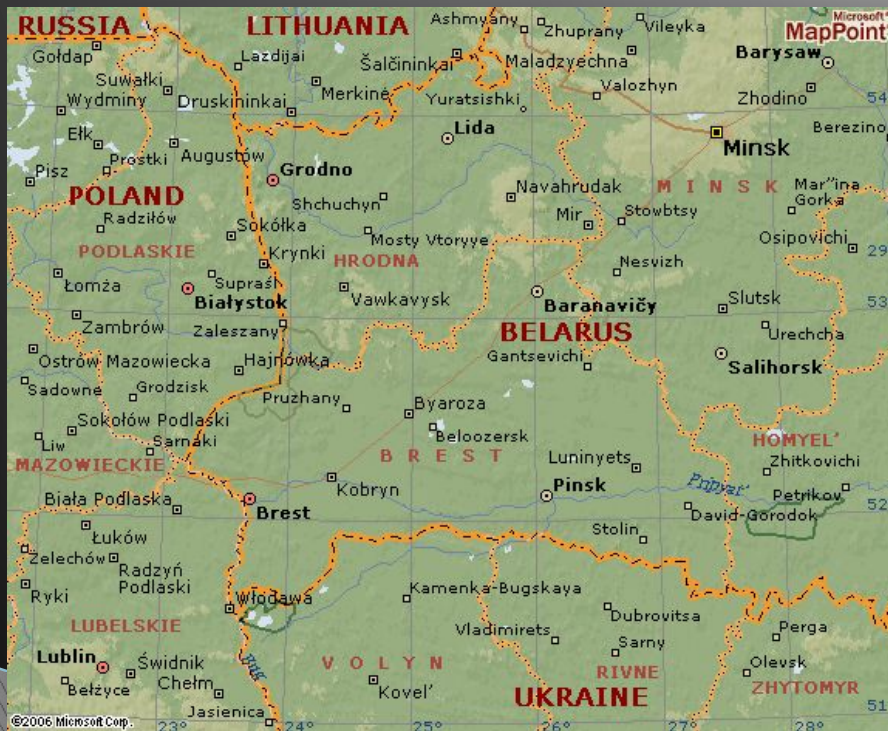 RUSSIA
LITHUANIA
Ashmyany
Zhuprany
Vileyka
Microsoft
MapPoint
Gołdap
Lazdijai
Šalčininkai
Maladzyechna
Barysaw
Suwałki
Merkinė
Valozhyn
Zhodino
Wydminy
Druskininkai
Yuratsishki
54
Ełk
Lida
Berezino
Augustów
Minsk
Prostki
Pisz
Grodno
MINSK
POLAND
Shchuchyn
Navahrudak
Mar"ina
Gorka
Radziłów
Sokółka
Mir
Stowbtsy
Osipovichi
PODLASKIE
Mosty Vtoryye
29
Krynki
HRODNA
Nesvizh
Łomża
Supraśl
Vawkavysk
Białystok
Baranavičy
Slutsk
53
Zambrów
Zaleszany
BELARUS
Urechcha
Ostrów Mazowiecka
Hajnówka
Gantsevichi
Salihorsk
Sadowne
Grodzisk
Pruzhany
Byaroza
Sokołów Podlaski
Beloozersk
Liw
Sarnaki
HOMYEL'
MAZOWIECKIE
BREST
Luninyets
Zhitkovichi
Biała Podlaska
Kobryn
Pinsk
Pripyat'
Petrikov
Brest
David-Gorodok
52
Łuków
Stolin
Żelechów
Radzyń
Podlaski
Ryki
Włodawa
Kamenka-Bugskaya
LUBELSKIE
Vladimirets
Dubrovitsa
Perga
Lublin
Świdnik
Bug
VOLYN
Sarny
RIVNE
Olevsk
Bełżyce
Chełm
Kovel'
UKRAINE
ZHYTOMYR
Jasienica
51
©2006 Microsoft Corp.
23°
24°
25°
26°
27°
28°